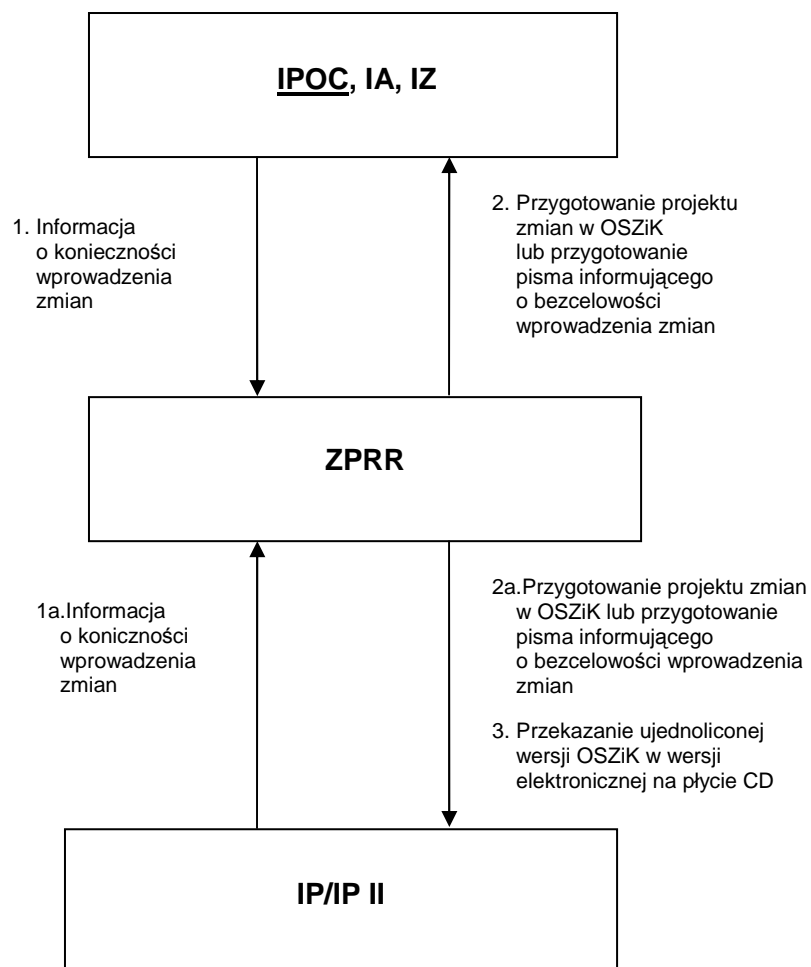 IPOC, IA, IZ
1. Informacja
o konieczności
wprowadzenia
zmian
2. Przygotowanie projektu
zmian w OSZiK
lub przygotowanie
pisma informującego
o bezcelowości
wprowadzenia zmian
ZPRR
1a.Informacja
o koniczności
wprowadzenia
zmian
2a.Przygotowanie projektu zmian
w OSZiK lub przygotowanie
pisma informującego
o bezcelowości wprowadzenia
zmian
3. Przekazanie ujednoliconej
wersji OSZiK w wersji
elektronicznej na płycie CD
IP/IP II